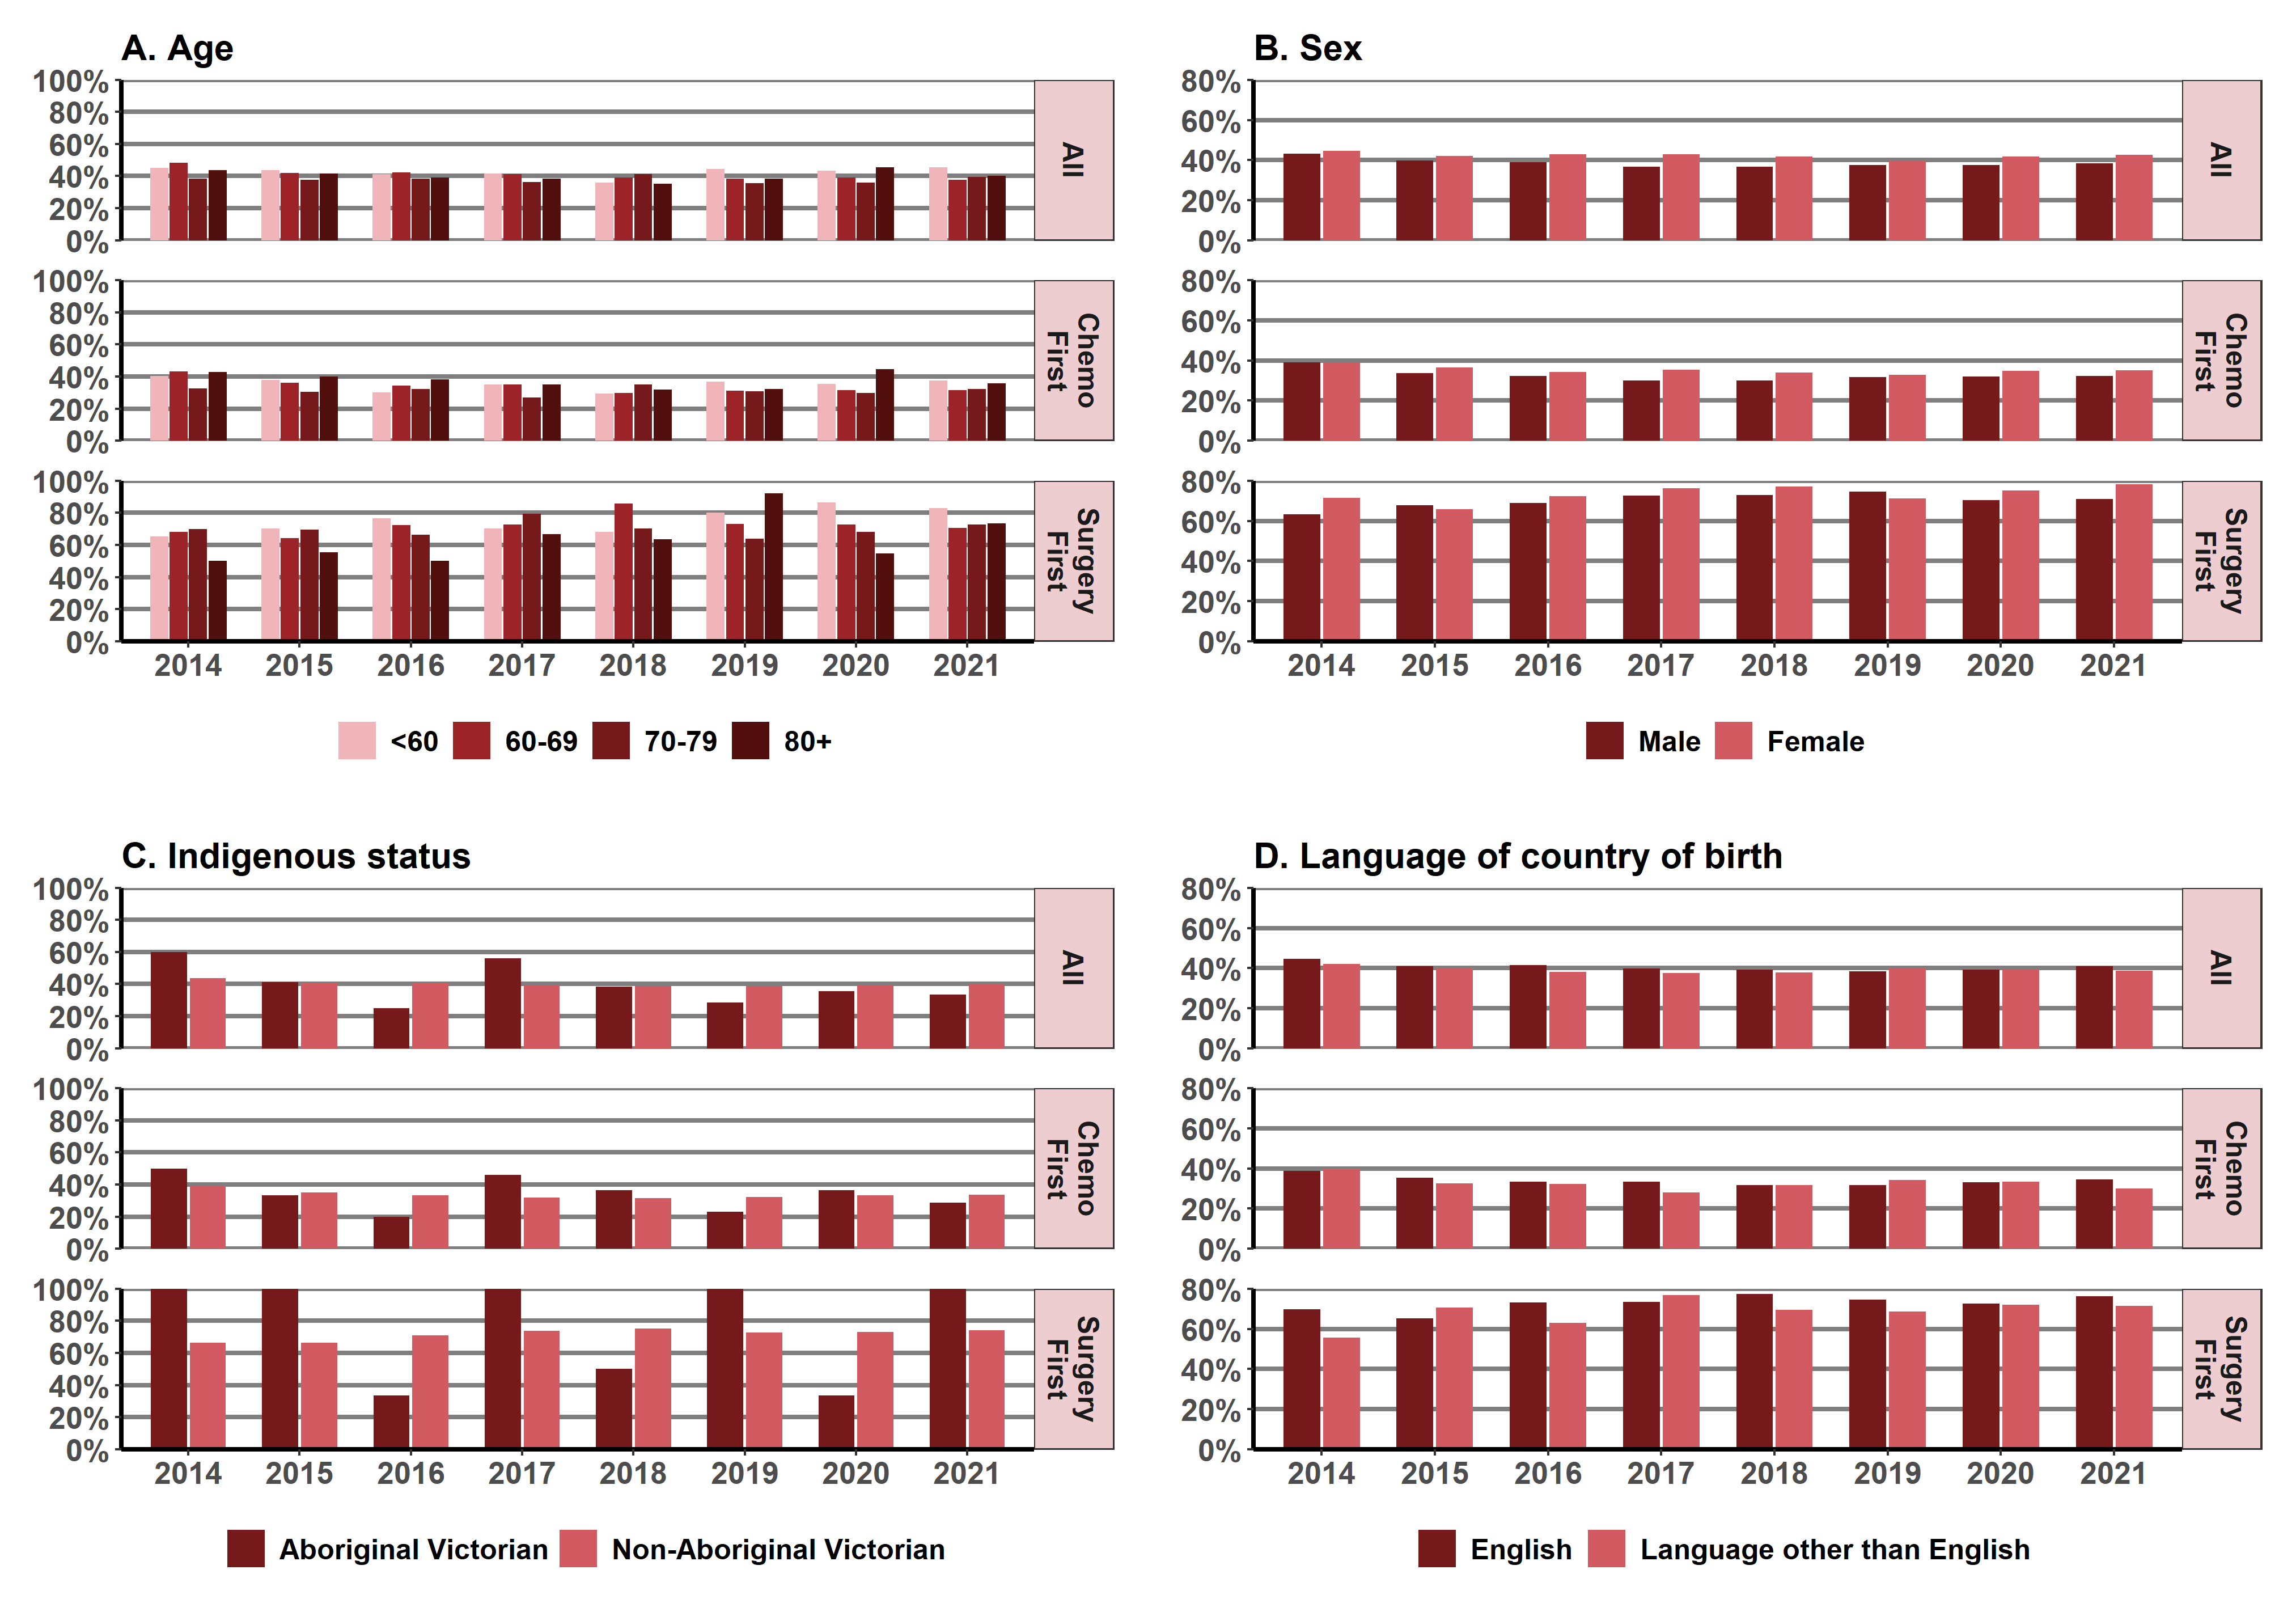 A. Age
100%
80%
60%
40%
20%
0%
All
100%
80%
60%
40%
20%
0%
Chemo
First
100%
80%
60%
40%
20%
0%
Surgery
First
2014 2015 2016 2017 2018 2019 2020 2021
<60 60-69 70-79 80+
B. Sex
80%
60%
40%
20%
0%
All
80%
60%
40%
20%
0%
Chemo
First
80%
60%
40%
20%
0%
Surgery
First
2014 2015 2016 2017 2018 2019 2020 2021
Male Female
C. Indigenous status
100%
80%
60%
40%
20%
0%
All
100%
80%
60%
40%
20%
0%
Chemo
First
100%
80%
60%
40%
20%
0%
Surgery
First
2014 2015 2016 2017 2018 2019 2020 2021
Aboriginal Victorian Non-Aboriginal Victorian
D. Language of country of birth
80%
60%
40%
20%
0%
All
80%
60%
40%
20%
0%
Chemo
First
80%
60%
40%
20%
0%
Surgery
First
2014 2015 2016 2017 2018 2019 2020 2021
English Language other than English